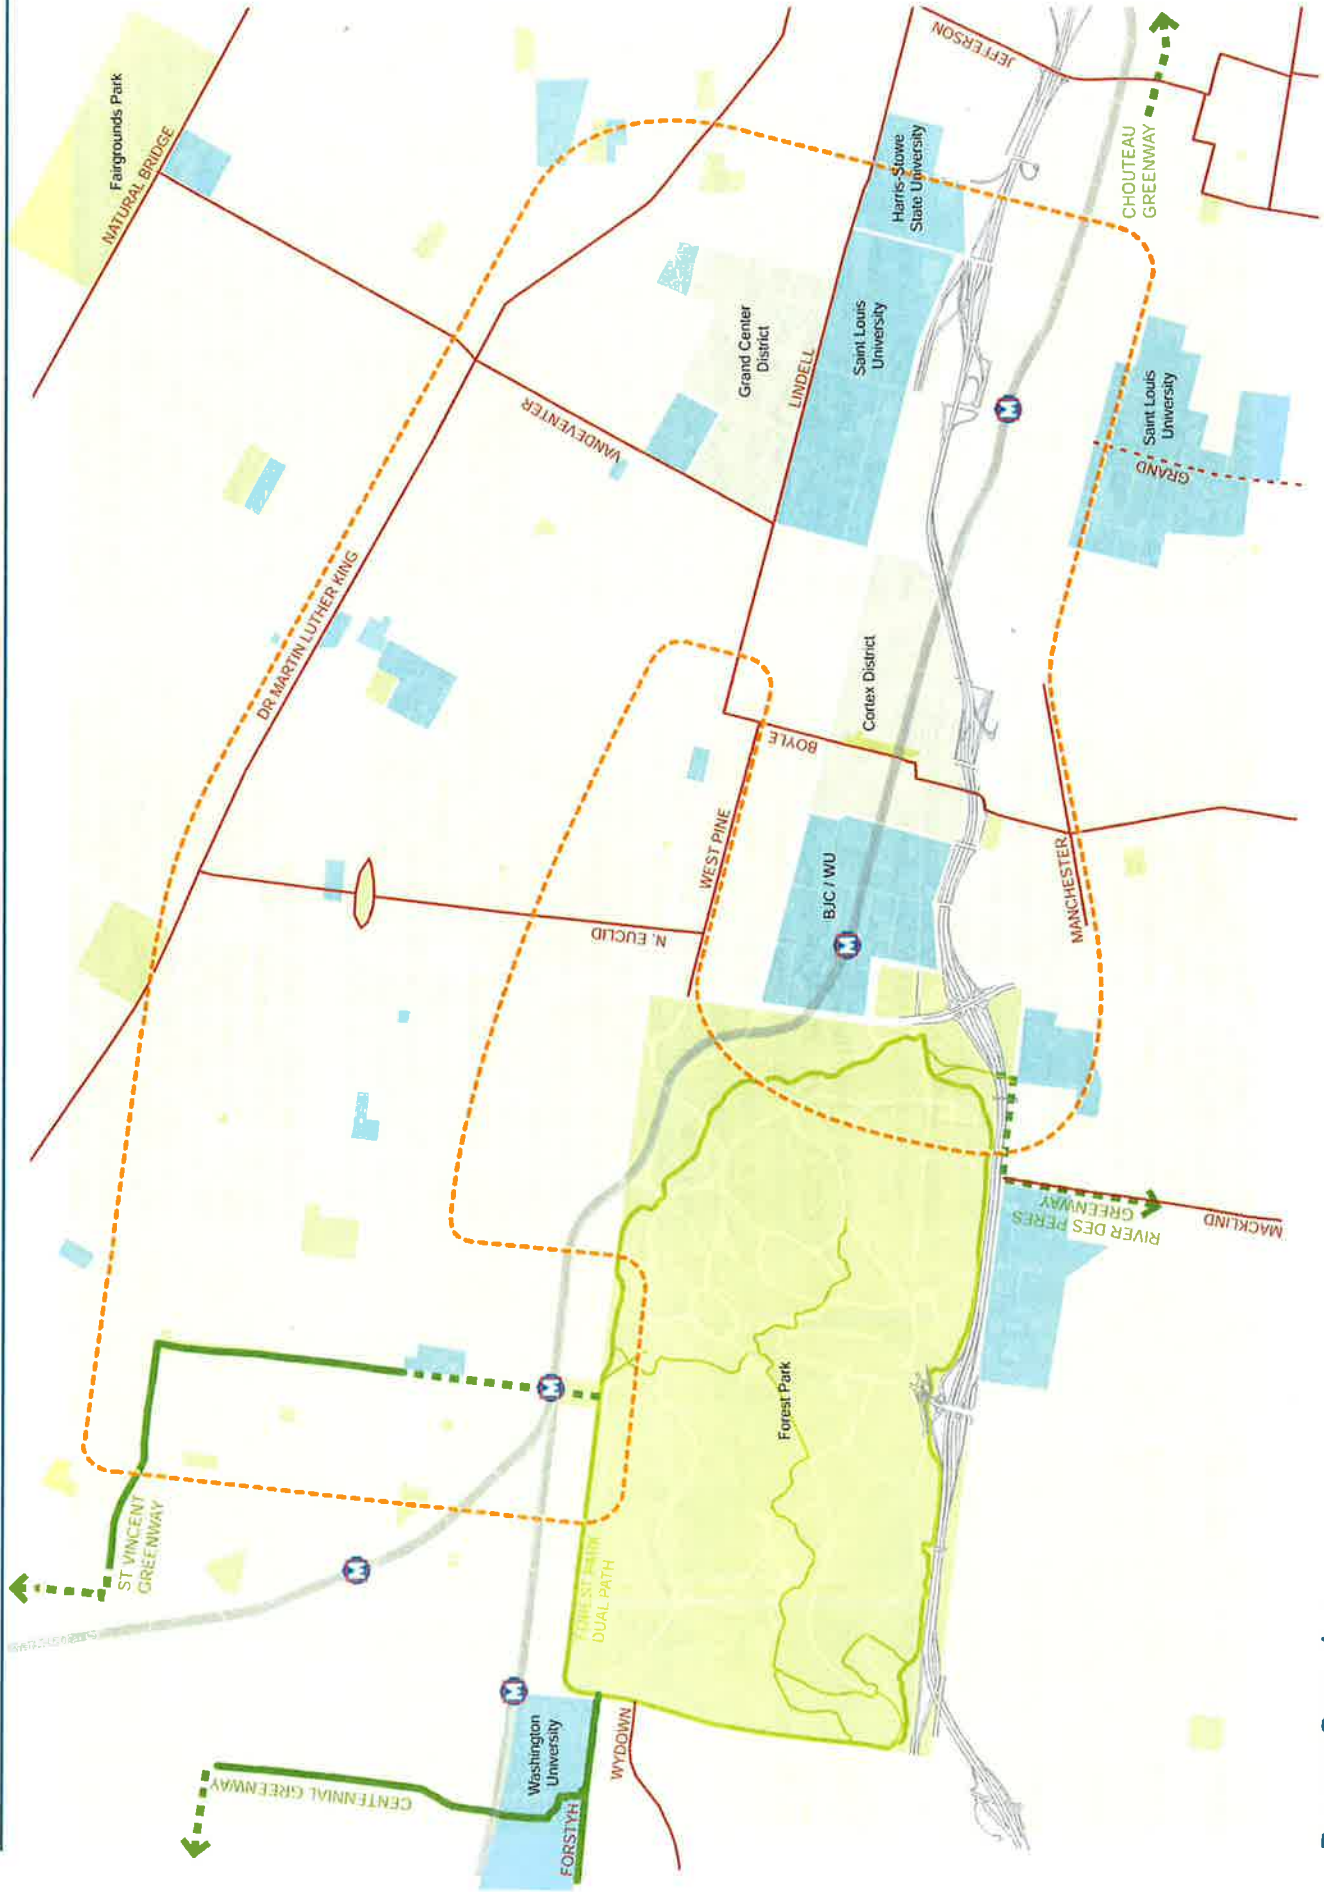 Fairgrounds Park
NATURAL BRIDGE
JEFFERSON
CHOUTEAU
GREENWAY
Harris-Stowe
State University
Saint Louis
University
Grand Center
District
LINDELL
VANDEVENTER
Saint Louis
University
GRAND
DR MARTIN LUTHER KING
Cortex District
BOYLE
WEST PINE
N. EUCLID
BJC / WU
MANCHESTER
M
M
M
M
M
RIVER DES PERES
GREENWAY
MACKLIND
Forest Park
ST VINCENT
GREENWAY
FOREST PARK
DUAL PATH
Washington
University
WYDOWN
FORSTYH
CENTENNIAL GREENWAY